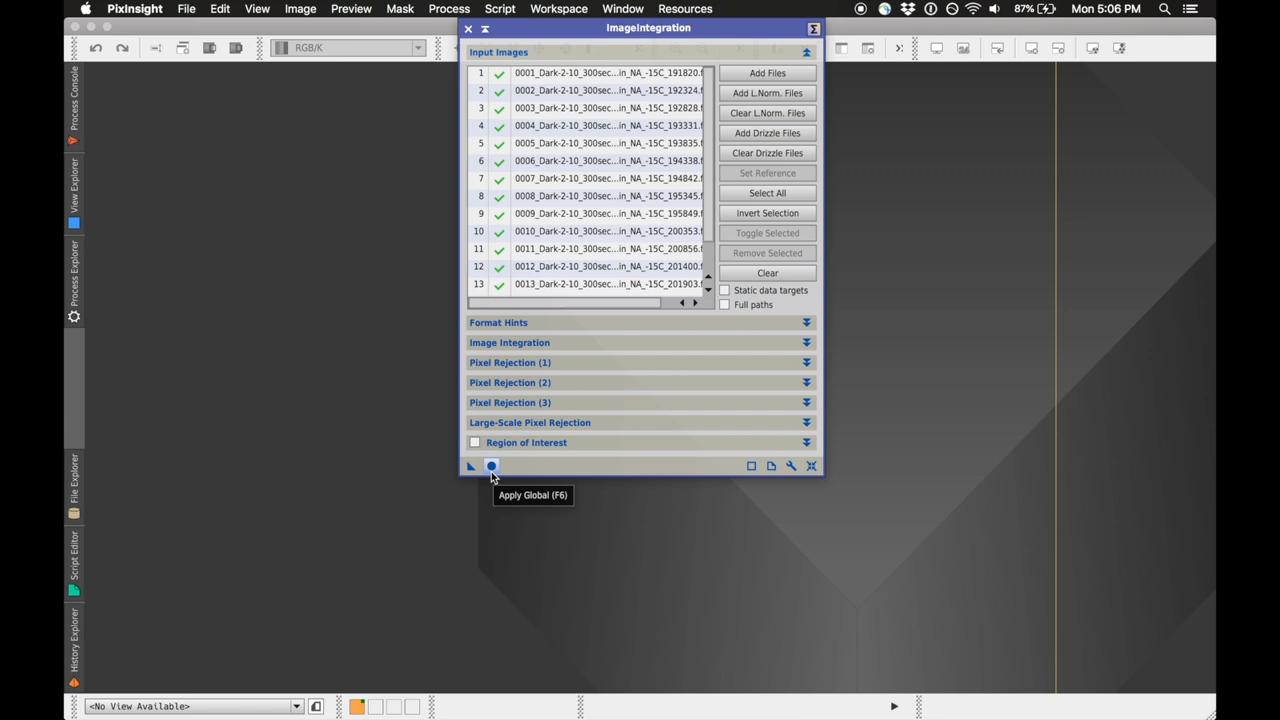 PixInsight File Edit View Image Preview Mask Process Script Workspace Window Resources 87% Mon 5:06 PM
ImageIntegration
RGB/K
Input Images
1 0001_Dark-2-10_300sec...in_NA_-15C_191820.f
2 0002_Dark-2-10_300sec...in_NA_-15C_192324.f
3 0003_Dark-2-10_300sec...in_NA_-15C_192828.f
4 0004_Dark-2-10_300sec...in_NA_-15C_193331.f
5 0005_Dark-2-10_300sec...in_NA_-15C_193835.f
6 0006_Dark-2-10_300sec...in_NA_-15C_194338.f
7 0007_Dark-2-10_300sec...in_NA_-15C_194842.f
8 0008_Dark-2-10_300sec...in_NA_-15C_195345.f
9 0009_Dark-2-10_300sec...in_NA_-15C_195849.f
10 0010_Dark-2-10_300sec...in_NA_-15C_200353.f
11 0011_Dark-2-10_300sec...in_NA_-15C_200856.f
12 0012_Dark-2-10_300sec...in_NA_-15C_201400.f
13 0013_Dark-2-10_300sec...in_NA_-15C_201903.f
Add Files
Add L.Norm. Files
Clear L.Norm. Files
Add Drizzle Files
Clear Drizzle Files
Set Reference
Select All
Invert Selection
Toggle Selected
Remove Selected
Clear
Static data targets
Full paths
Format Hints
Image Integration
Pixel Rejection (1)
Pixel Rejection (2)
Pixel Rejection (3)
Large-Scale Pixel Rejection
Region of Interest
Apply Global (F6)
Process Console
View Explorer
Process Explorer
File Explorer
Script Editor
History Explorer
<No View Available>